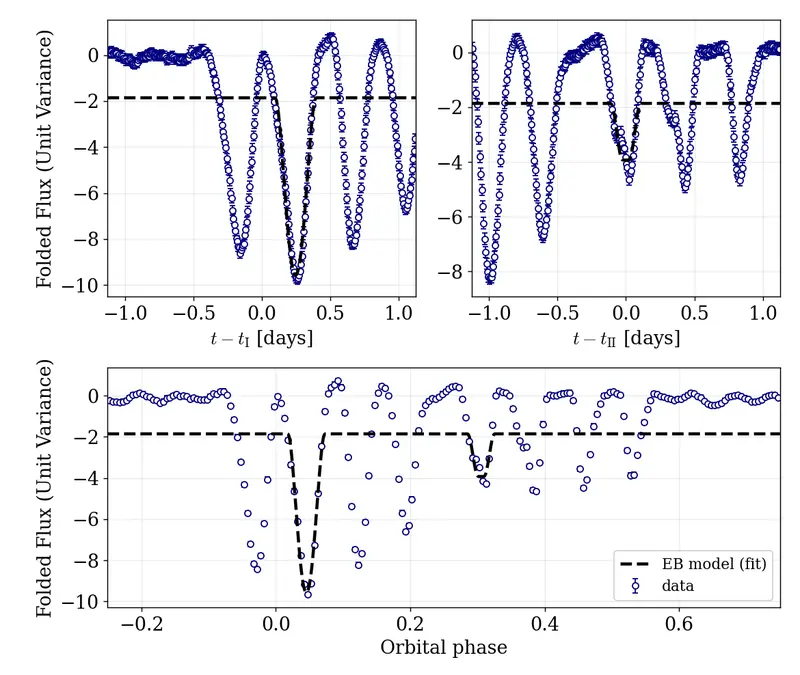 Folded Flux (Unit Variance)
0
−2
−4
−6
−8
−10
−1.0 −0.5 0.0 0.5 1.0
t − tI [days]
0
−2
−4
−6
−8
−1.0 −0.5 0.0 0.5 1.0
t − tII [days]
Folded Flux (Unit Variance)
0
−2
−4
−6
−8
−10
−0.2 0.0 0.2 0.4 0.6
Orbital phase
EB model (fit)
data